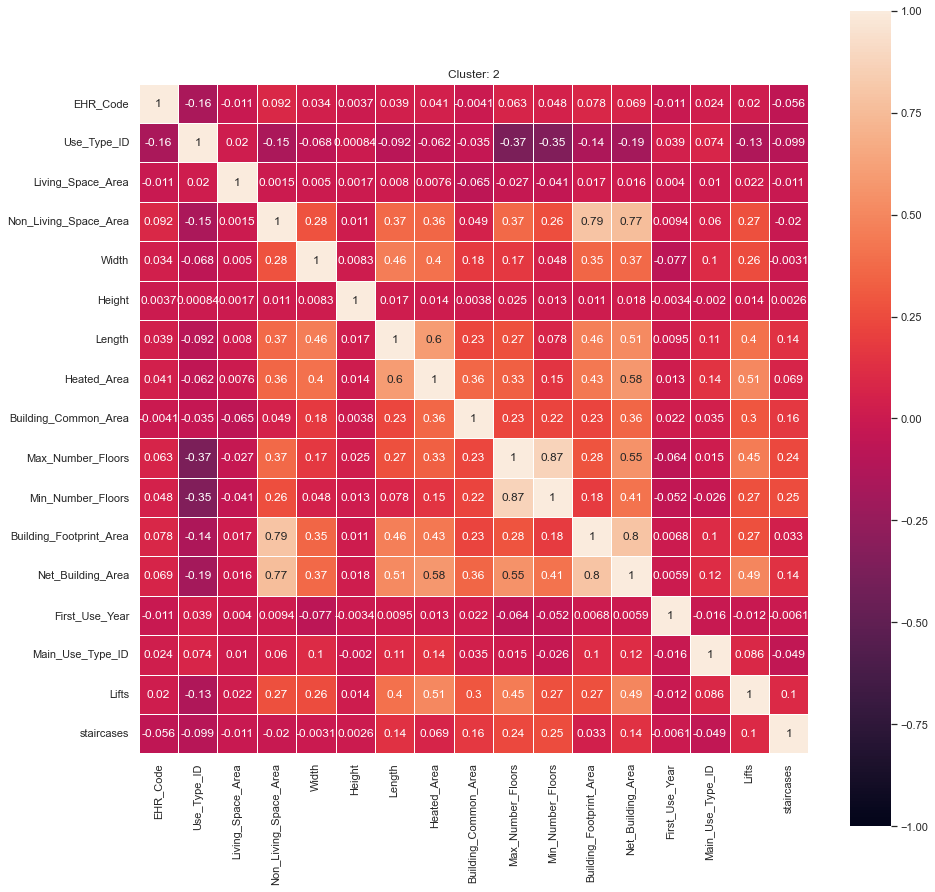 Cluster: 2
EHR_Code 1 -0.16 -0.011 0.092 0.034 0.0037 0.039 0.041 -0.0041 0.063 0.048 0.078 0.069 -0.011 0.024 0.02 -0.056
Use_Type_ID -0.16 1 0.02 -0.15 -0.068 0.00084 -0.092 -0.062 -0.035 -0.37 -0.35 -0.14 -0.19 0.039 0.074 -0.13 -0.099
Living_Space_Area -0.011 0.02 1 0.0015 0.005 0.0017 0.008 0.0076 -0.065 -0.027 -0.041 0.017 0.016 0.004 0.01 0.022 -0.011
Non_Living_Space_Area 0.092 -0.15 0.0015 1 0.28 0.011 0.37 0.36 0.049 0.37 0.26 0.79 0.77 0.0094 0.06 0.27 -0.02
Width 0.034 -0.068 0.005 0.28 1 0.0083 0.46 0.4 0.18 0.17 0.048 0.35 0.37 -0.077 0.1 0.26 -0.0031
Height 0.0037 0.00084 0.0017 0.011 0.0083 1 0.017 0.014 0.0038 0.025 0.013 0.011 0.018 -0.0034 -0.002 0.014 0.0026
Length 0.039 -0.092 0.008 0.37 0.46 0.017 1 0.6 0.23 0.27 0.078 0.46 0.51 0.0095 0.11 0.4 0.14
Heated_Area 0.041 -0.062 0.0076 0.36 0.4 0.014 0.6 1 0.36 0.33 0.15 0.43 0.58 0.013 0.14 0.51 0.069
Building_Common_Area -0.0041 -0.035 -0.065 0.049 0.18 0.0038 0.23 0.36 1 0.23 0.22 0.23 0.36 0.022 0.035 0.3 0.16
Max_Number_Floors 0.063 -0.37 -0.027 0.37 0.17 0.025 0.27 0.33 0.23 1 0.87 0.28 0.55 -0.064 0.015 0.45 0.24
Min_Number_Floors 0.048 -0.35 -0.041 0.26 0.048 0.013 0.078 0.15 0.22 0.87 1 0.18 0.41 -0.052 -0.026 0.27 0.25
Building_Footprint_Area 0.078 -0.14 0.017 0.79 0.35 0.011 0.46 0.43 0.23 0.28 0.18 1 0.8 0.0068 0.1 0.27 0.033
Net_Building_Area 0.069 -0.19 0.016 0.77 0.37 0.018 0.51 0.58 0.36 0.55 0.41 0.8 1 0.0059 0.12 0.49 0.14
First_Use_Year -0.011 0.039 0.004 0.0094 -0.077 -0.0034 0.0095 0.013 0.022 -0.064 -0.052 0.0068 0.0059 1 -0.016 -0.012 -0.0061
Main_Use_Type_ID 0.024 0.074 0.01 0.06 0.1 -0.002 0.11 0.14 0.035 0.015 -0.026 0.1 0.12 -0.016 1 0.086 -0.049
Lifts 0.02 -0.13 0.022 0.27 0.26 0.014 0.4 0.51 0.3 0.45 0.27 0.27 0.49 -0.012 0.086 1 0.1
staircases -0.056 -0.099 -0.011 -0.02 -0.0031 0.0026 0.14 0.069 0.16 0.24 0.25 0.033 0.14 -0.0061 -0.049 0.1 1
EHR_Code
Use_Type_ID
Living_Space_Area
Non_Living_Space_Area
Width
Height
Length
Heated_Area
Building_Common_Area
Max_Number_Floors
Min_Number_Floors
Building_Footprint_Area
Net_Building_Area
First_Use_Year
Main_Use_Type_ID
Lifts
staircases
1.00
0.75
0.50
0.25
0.00
−0.25
−0.50
−0.75
−1.00